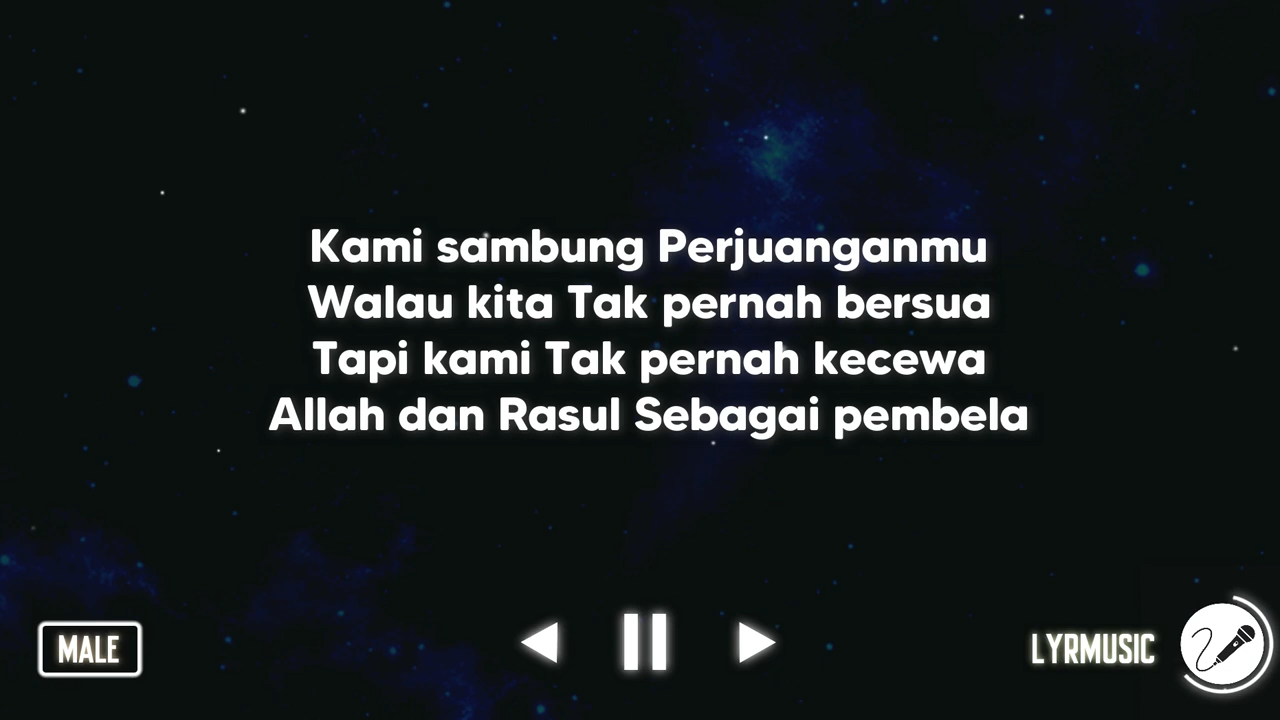 Kami sambung Perjuanganmu
Walau kita Tak pernah bersua
Tapi kami Tak pernah kecewa
Allah dan Rasul Sebagai pembela
MALE
LYRMUSIC